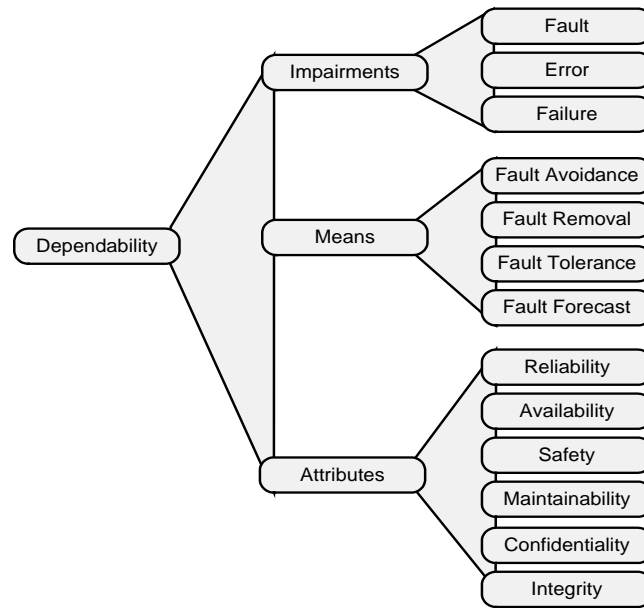 Dependability
Impairments
Fault
Error
Failure
Means
Fault Avoidance
Fault Removal
Fault Tolerance
Fault Forecast
Attributes
Reliability
Availability
Safety
Maintainability
Confidentiality
Integrity